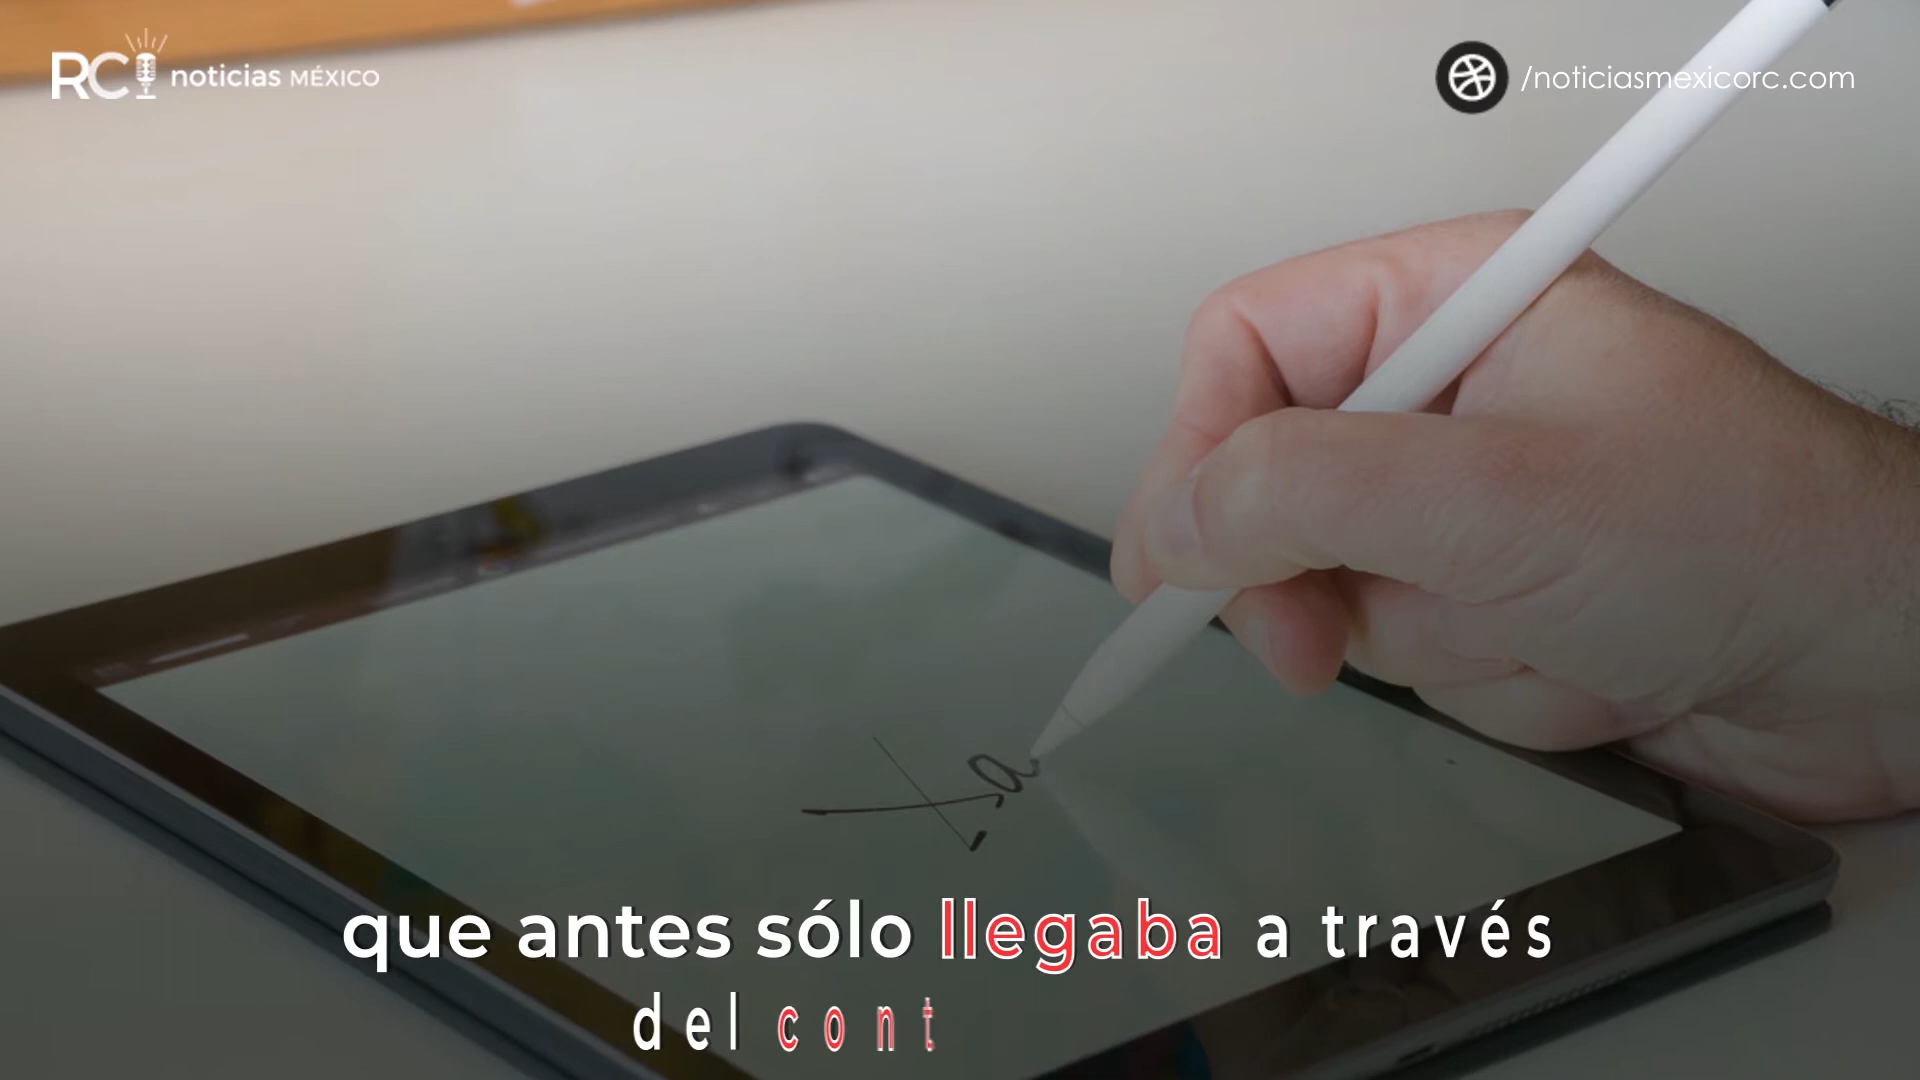 RC noticias MÉXICO
/noticiasmexicorc.com
a
que antes sólo llegaba a través
del cont